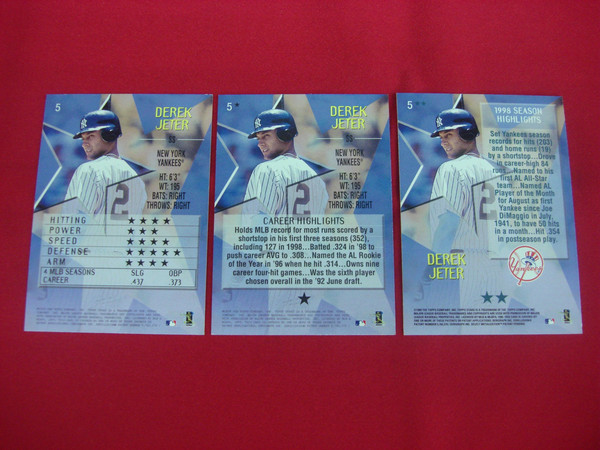 5
DEREK
JETER
SS
NEW YORK
YANKEES
HT: 6'3"
WT: 195
BATS: RIGHT
THROWS: RIGHT
2
HITTING ★★★★
POWER ★★★
SPEED ★★★★
DEFENSE ★★★★★
ARM ★★★★
4 MLB SEASONS SLG OBP
CAREER
5 ★
DEREK
JETER
SS
NEW YORK
YANKEES
HT: 6'3"
WT: 195
BATS: RIGHT
THROWS: RIGHT
2
CAREER HIGHLIGHTS
Holds MLB record for most runs scored by a
shortstop in his first three seasons (352),
including 127 in 1998...Batted .324 in '98 to
push career AVG to .308...Named the AL Rookie
of the Year in '96 when he hit .314...Owns nine
career four-hit games...Was the sixth player
chosen overall in the '92 June draft.
★
5 ★★
1998 SEASON
HIGHLIGHTS
Set Yankees season
records for hits (203)
and home runs (19)
by a shortstop...Drove
in career-high 84
runs...Named to his
first AL All-Star
team...Named AL
Player of the Month
for August as first
Yankee since Joe
DiMaggio in July,
1941, to have 50 hits
in a month...Hit .354
in postseason play.
DEREK
JETER
Yankees
★★